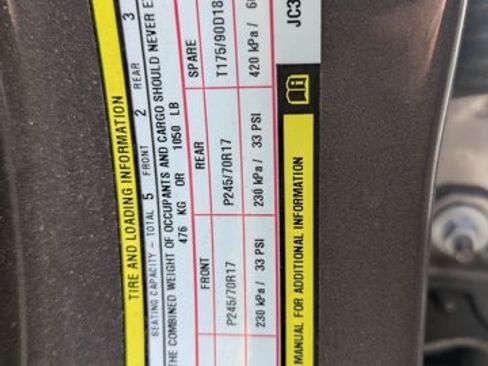 TIRE AND LOADING INFORMATION
SEATING CAPACITY – TOTAL 5 FRONT 2 REAR 3
THE COMBINED WEIGHT OF OCCUPANTS AND CARGO SHOULD NEVER
476 KG OR 1050 LB
FRONT REAR SPARE
P245/70R17 P245/70R17 T175/90D18
230 kPa / 33 PSI 230 kPa / 33 PSI 420 kPa /
MANUAL FOR ADDITIONAL INFORMATION